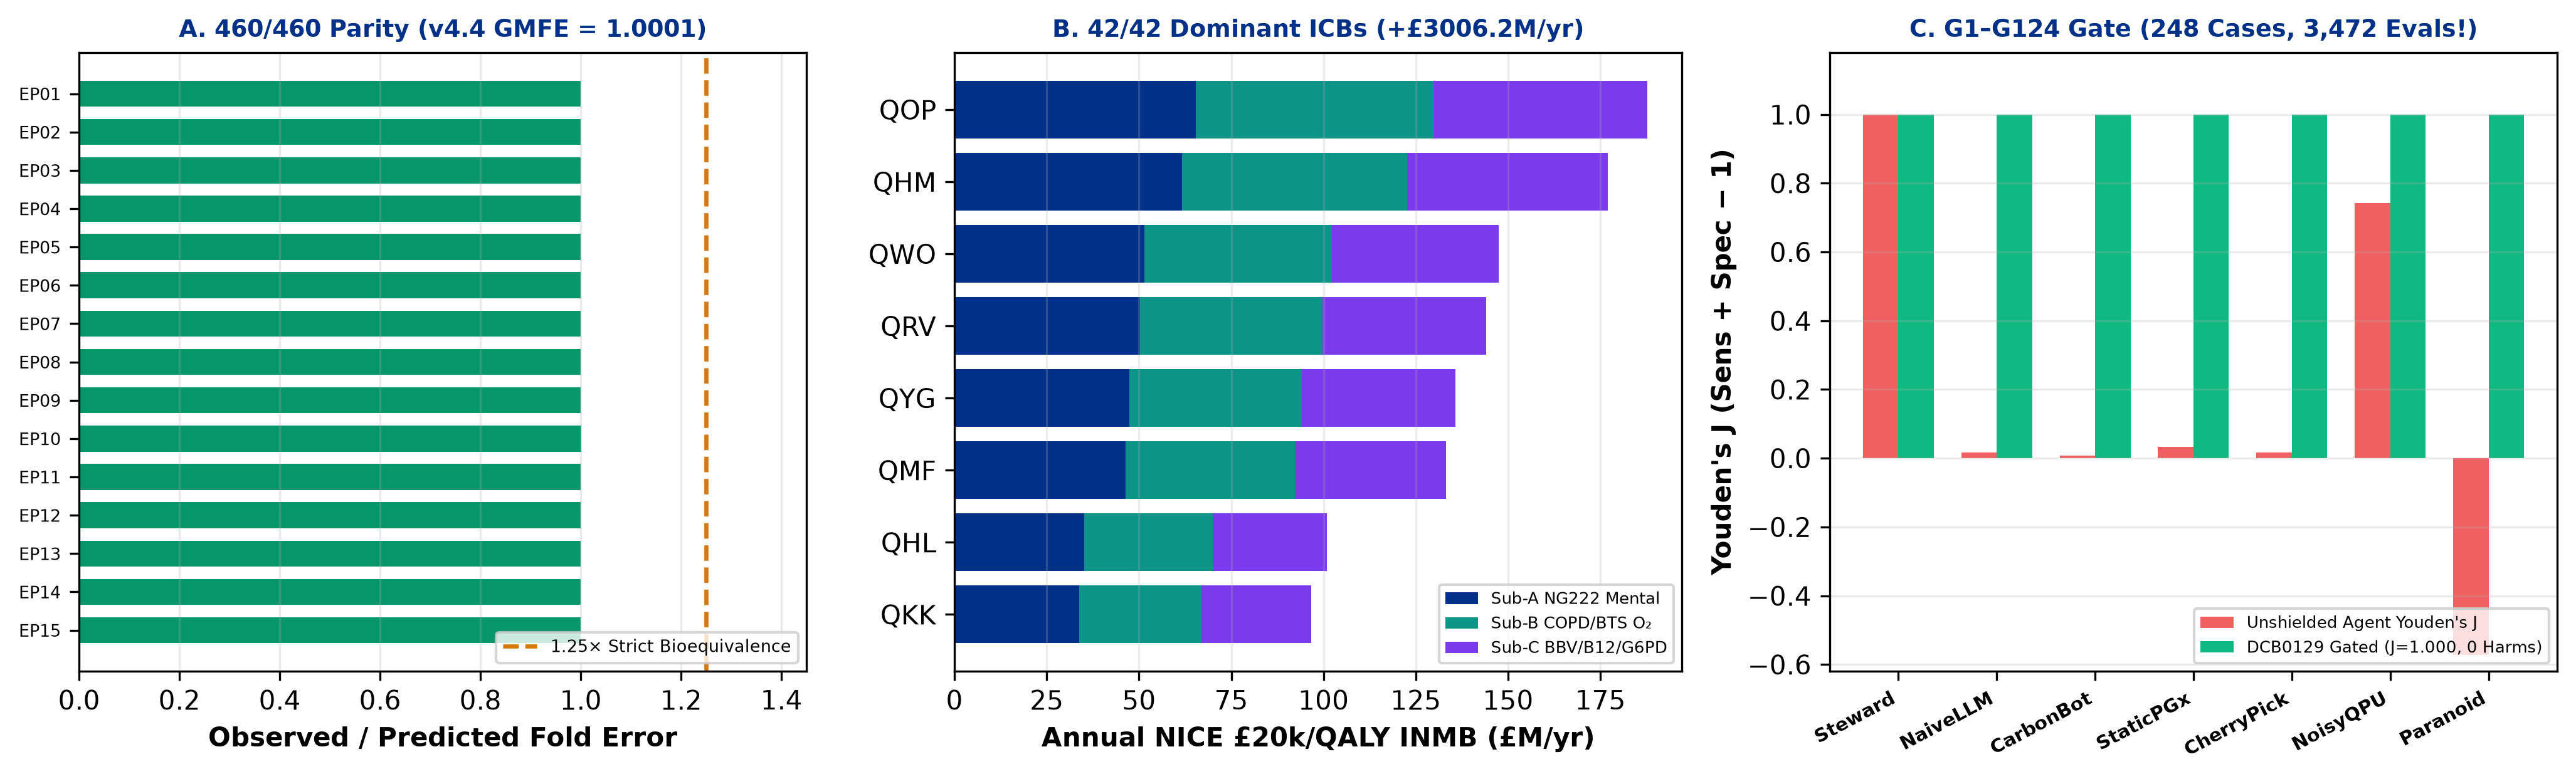 A. 460/460 Parity (v4.4 GMFE = 1.0001)
EP01
EP02
EP03
EP04
EP05
EP06
EP07
EP08
EP09
EP10
EP11
EP12
EP13
EP14
EP15
1.25× Strict Bioequivalence
0.0 0.2 0.4 0.6 0.8 1.0 1.2 1.4
Observed / Predicted Fold Error
B. 42/42 Dominant ICBs (+£3006.2M/yr)
QOP
QHM
QWO
QRV
QYG
QMF
QHL
QKK
Sub-A NG222 Mental
Sub-B COPD/BTS O₂
Sub-C BBV/B12/G6PD
0 25 50 75 100 125 150 175
Annual NICE £20k/QALY INMB (£M/yr)
C. G1–G124 Gate (248 Cases, 3,472 Evals!)
Youden's J (Sens + Spec − 1)
1.0
0.8
0.6
0.4
0.2
0.0
−0.2
−0.4
−0.6
Unshielded Agent Youden's J
DCB0129 Gated (J=1.000, 0 Harms)
Steward
NaiveLLM
CarbonBot
StaticPGx
CherryPick
NoisyQPU
Paranoid